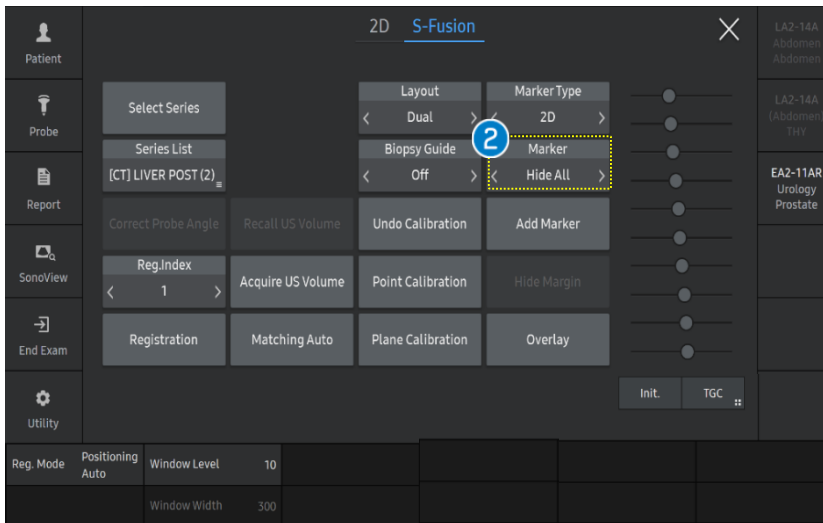 2D S-Fusion
Patient
Probe
Report
SonoView
End Exam
Utility
Select Series
Layout
Dual
Marker Type
2D
Series List
[CT] LIVER POST (2)
Biopsy Guide
Off
2
Marker
Hide All
Correct Probe Angle
Recall US Volume
Undo Calibration
Add Marker
Reg.Index
1
Acquire US Volume
Point Calibration
Hide Margin
Registration
Matching Auto
Plane Calibration
Overlay
Init.
TGC
LA2-14A
Abdomen
Abdomen
LA2-14A
(Abdomen)
THY
EA2-11AR
Urology
Prostate
Reg. Mode
Positioning
Auto
Window Level 10
Window Width 300